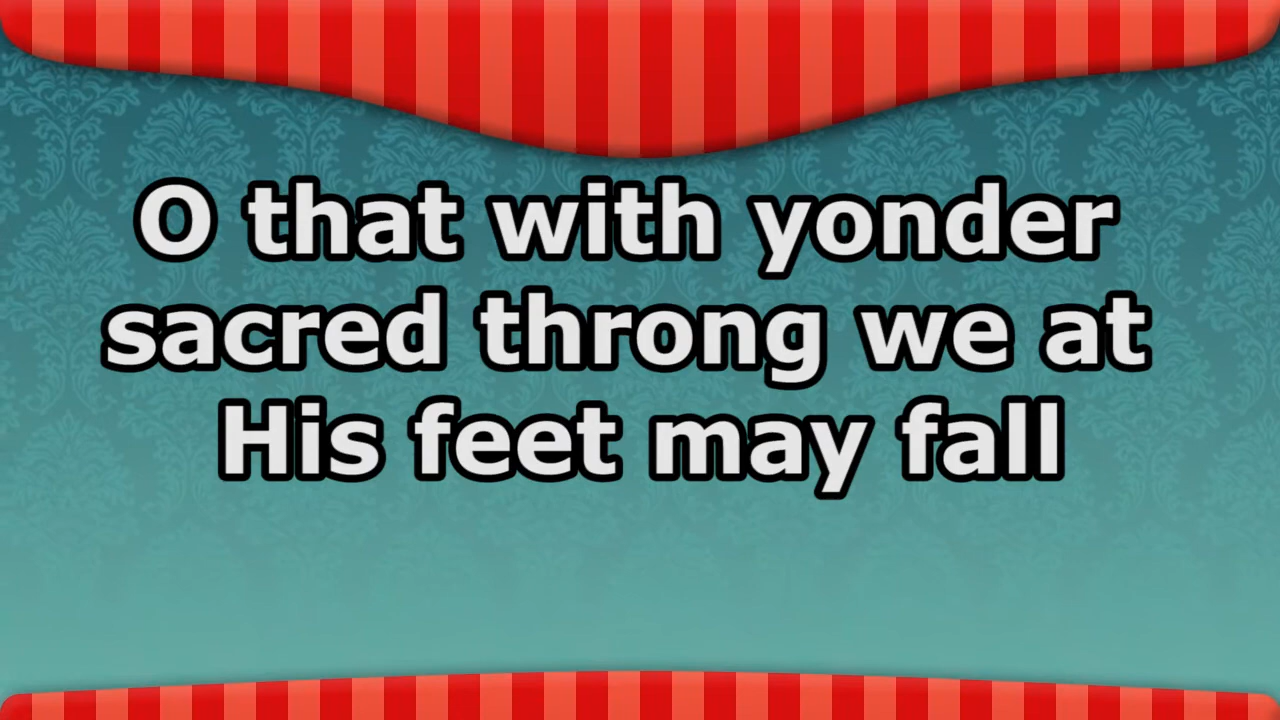 O that with yonder
sacred throng we at
His feet may fall